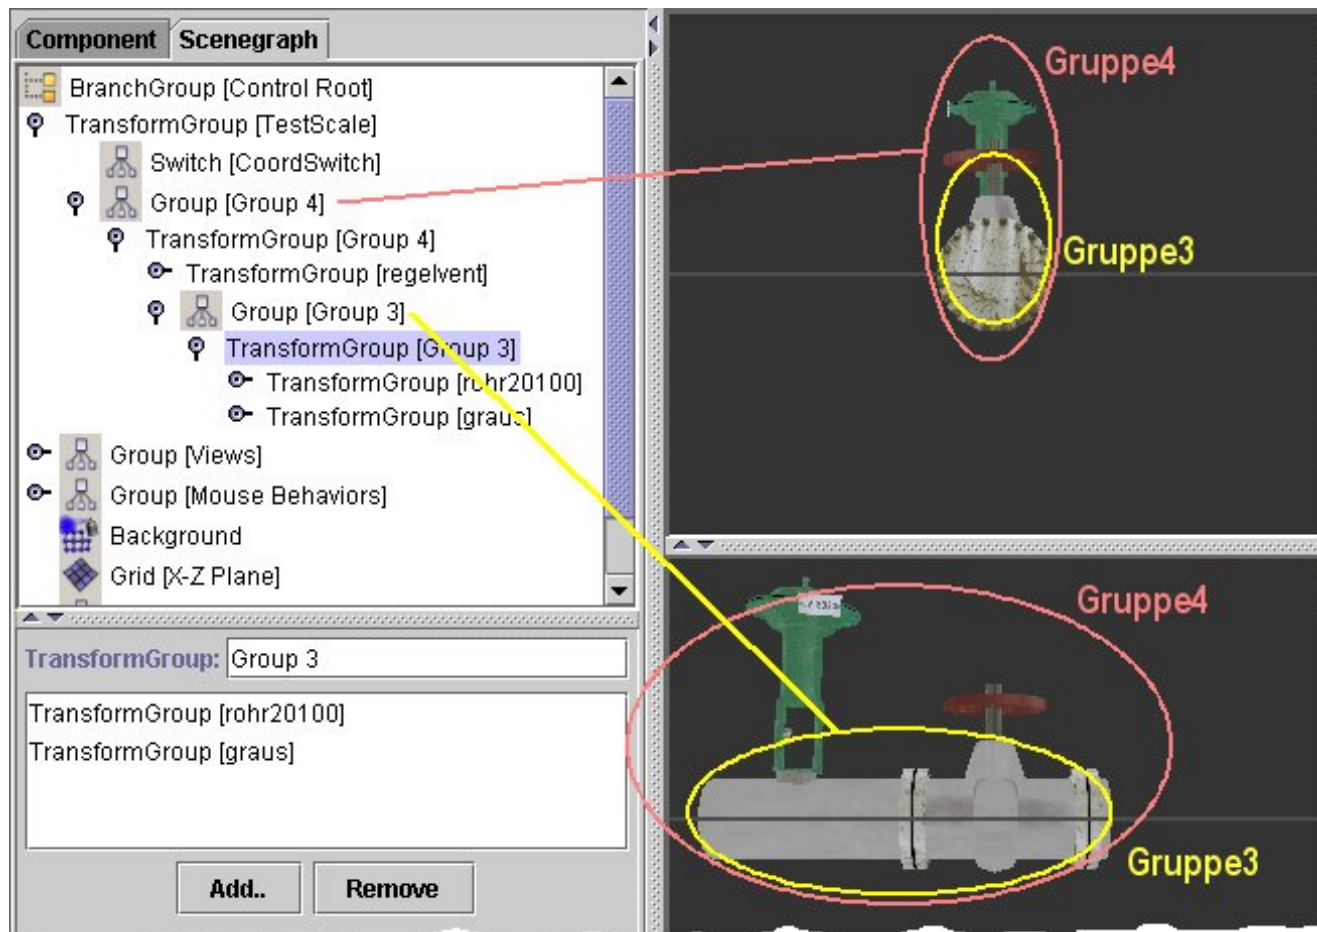 Component Scenegraph
BranchGroup [Control Root]
TransformGroup [TestScale]
Switch [CoordSwitch]
Group [Group 4]
TransformGroup [Group 4]
TransformGroup [regelvent]
Group [Group 3]
TransformGroup [Group 3]
TransformGroup [rohr20100]
TransformGroup [graus]
Group [Views]
Group [Mouse Behaviors]
Background
Grid [X-Z Plane]
TransformGroup: Group 3
TransformGroup [rohr20100]
TransformGroup [graus]
Add.. Remove
Gruppe4
Gruppe3
Gruppe4
Gruppe3